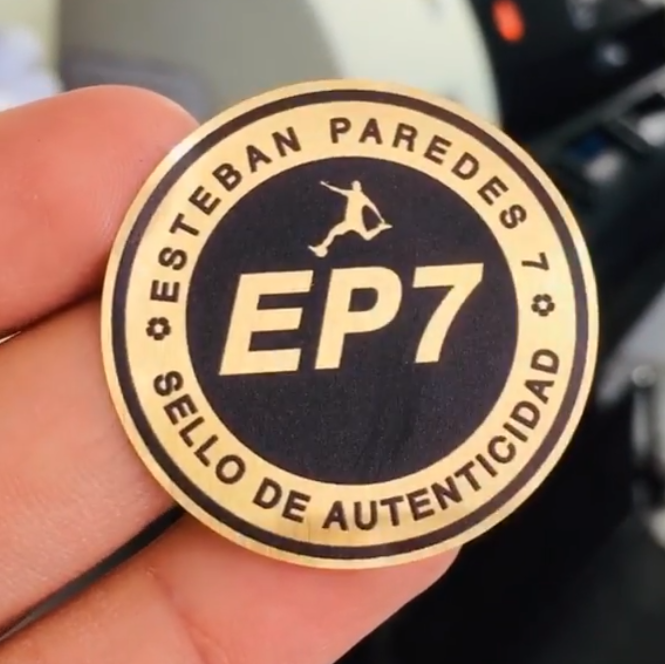 ESTEBAN PAREDES 7
EP7
SELLO DE AUTENTICIDAD